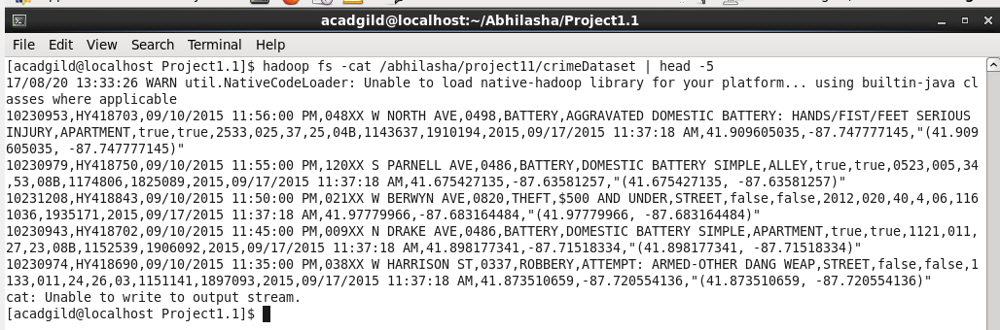 acadgild@localhost:~/Abhilasha/Project1.1
File Edit View Search Terminal Help
[acadgild@localhost Project1.1]$ hadoop fs -cat /abhilasha/project11/crimeDataset | head -5
17/08/20 13:33:26 WARN util.NativeCodeLoader: Unable to load native-hadoop library for your platform... using builtin-java cl
asses where applicable
10230953,HY418703,09/10/2015 11:56:00 PM,048XX W NORTH AVE,0498,BATTERY,AGGRAVATED DOMESTIC BATTERY: HANDS/FIST/FEET SERIOUS
INJURY,APARTMENT,true,true,2533,025,37,25,04B,1143637,1910194,2015,09/17/2015 11:37:18 AM,41.909605035,-87.747777145,"(41.909
605035, -87.747777145)"
10230979,HY418750,09/10/2015 11:55:00 PM,120XX S PARNELL AVE,0486,BATTERY,DOMESTIC BATTERY SIMPLE,ALLEY,true,true,0523,005,34
,53,08B,1174806,1825089,2015,09/17/2015 11:37:18 AM,41.675427135,-87.63581257,"(41.675427135, -87.63581257)"
10231208,HY418843,09/10/2015 11:50:00 PM,021XX W BERWYN AVE,0820,THEFT,$500 AND UNDER,STREET,false,false,2012,020,40,4,06,116
1036,1935171,2015,09/17/2015 11:37:18 AM,41.97779966,-87.683164484,"(41.97779966, -87.683164484)"
10230943,HY418702,09/10/2015 11:45:00 PM,009XX N DRAKE AVE,0486,BATTERY,DOMESTIC BATTERY SIMPLE,APARTMENT,true,true,1121,011,
27,23,08B,1152539,1906092,2015,09/17/2015 11:37:18 AM,41.898177341,-87.71518334,"(41.898177341, -87.71518334)"
10230974,HY418690,09/10/2015 11:35:00 PM,038XX W HARRISON ST,0337,ROBBERY,ATTEMPT: ARMED-OTHER DANG WEAP,STREET,false,false,1
133,011,24,26,03,1151141,1897093,2015,09/17/2015 11:37:18 AM,41.873510659,-87.720554136,"(41.873510659, -87.720554136)"
cat: Unable to write to output stream.
[acadgild@localhost Project1.1]$